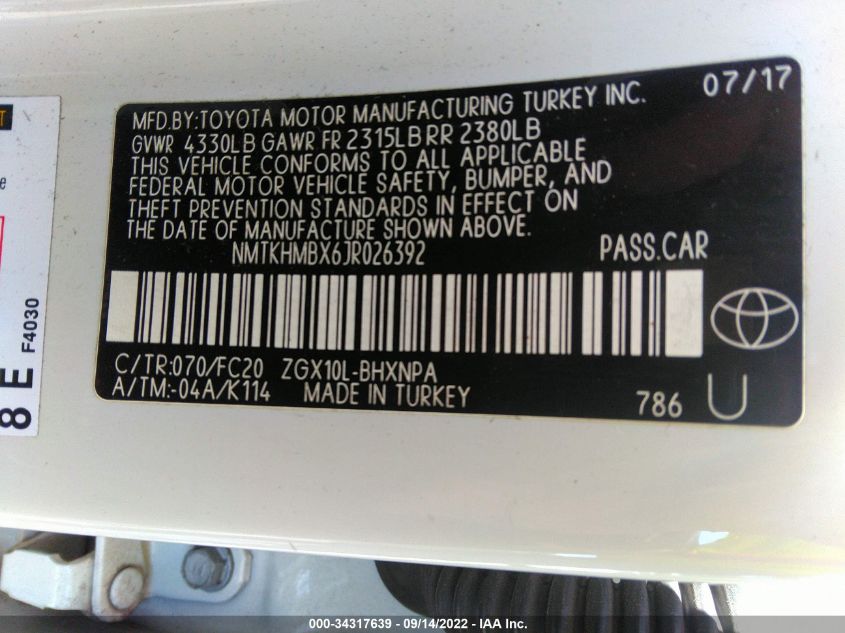 MFD.BY:TOYOTA MOTOR MANUFACTURING TURKEY INC. 07/17
GVWR 4330LB GAWR FR 2315LB RR 2380LB
THIS VEHICLE CONFORMS TO ALL APPLICABLE
FEDERAL MOTOR VEHICLE SAFETY, BUMPER, AND
THEFT PREVENTION STANDARDS IN EFFECT ON
THE DATE OF MANUFACTURE SHOWN ABOVE.
NMTKHMBX6JR026392 PASS.CAR
C/TR:070/FC20 ZGX10L-BHXNPA
A/TM:-04A/K114 MADE IN TURKEY 786 U
8 E F4030
000-34317639 - 09/14/2022 - IAA Inc.